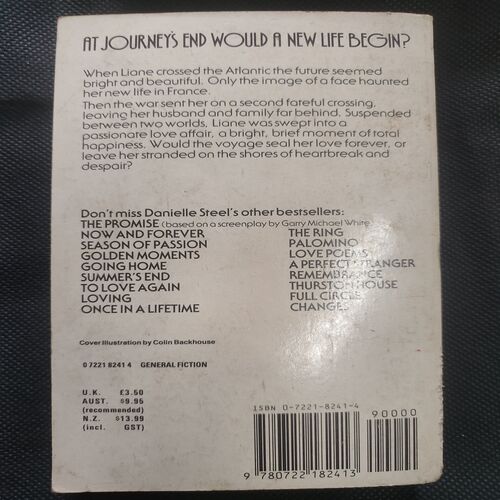 AT JOURNEY'S END WOULD A NEW LIFE BEGIN?
When Liane crossed the Atlantic the future seemed
bright and beautiful. Only the image of a face haunted
her new life in France.
Then the war sent her on a second fateful crossing,
leaving her husband and family far behind. Suspended
between two worlds, Liane was swept into a
passionate love affair, a bright, brief moment of total
happiness. Would the voyage seal her love forever, or
leave her stranded on the shores of heartbreak and
despair?
Don't miss Danielle Steel's other bestsellers:
THE PROMISE (based on a screenplay by Garry Michael White)
NOW AND FOREVER
SEASON OF PASSION
GOLDEN MOMENTS
GOING HOME
SUMMER'S END
TO LOVE AGAIN
LOVING
ONCE IN A LIFETIME
THE RING
PALOMINO
LOVE POEMS
A PERFECT STRANGER
REMEMBRANCE
THURSTON HOUSE
FULL CIRCLE
CHANGES
Cover Illustration by Colin Backhouse
0 7221 8241 4 GENERAL FICTION
U.K. £3.50
AUST. $9.95
(recommended)
N.Z. $13.99
(incl. GST)
ISBN 0-7221-8241-4
90000
9 780722 182413